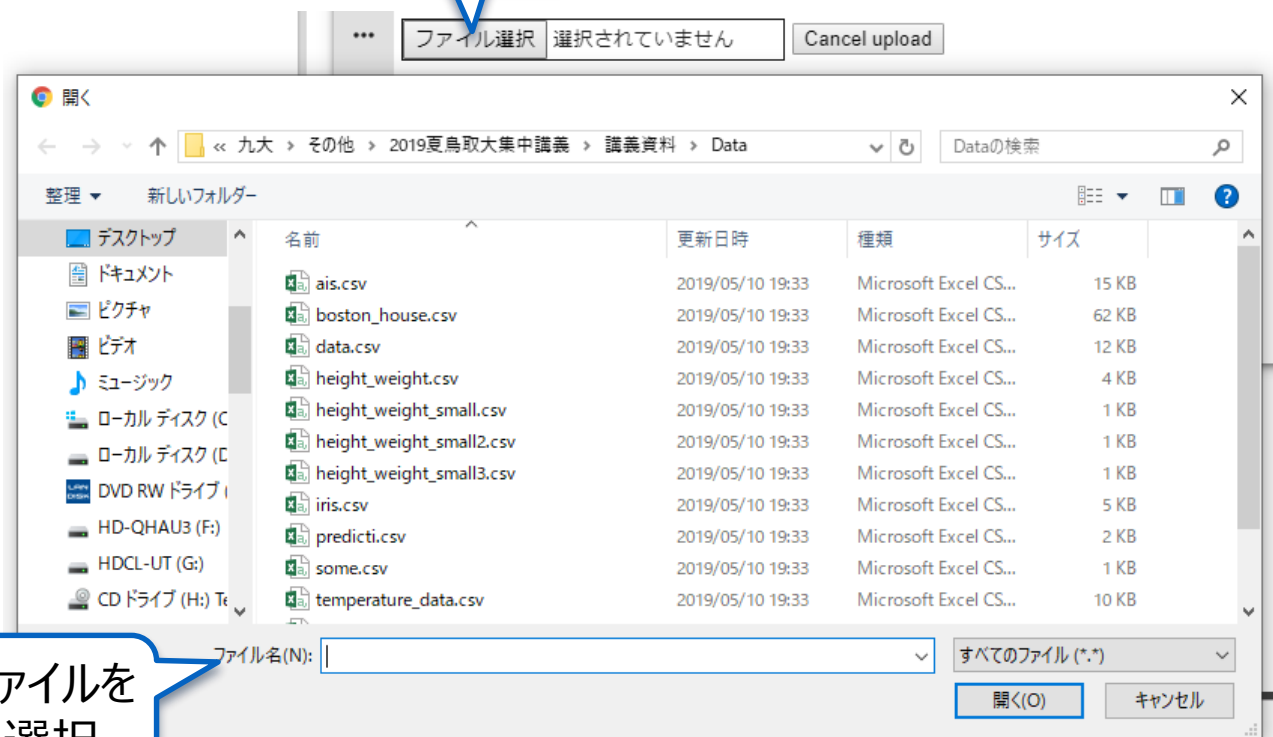 ••• ファイル選択 選択されていません Cancel upload
開く
« 九大 › その他 › 2019夏鳥取大集中講義 › 講義資料 › Data Dataの検索
整理 新しいフォルダー
デスクトップ
ドキュメント
ピクチャ
ビデオ
ミュージック
ローカル ディスク (C
ローカル ディスク (D
DVD RW ドライブ (
HD-QHAU3 (F:)
HDCL-UT (G:)
CD ドライブ (H:) Te
名前 更新日時 種類 サイズ
ais.csv 2019/05/10 19:33 Microsoft Excel CS... 15 KB
boston_house.csv 2019/05/10 19:33 Microsoft Excel CS... 62 KB
data.csv 2019/05/10 19:33 Microsoft Excel CS... 12 KB
height_weight.csv 2019/05/10 19:33 Microsoft Excel CS... 4 KB
height_weight_small.csv 2019/05/10 19:33 Microsoft Excel CS... 1 KB
height_weight_small2.csv 2019/05/10 19:33 Microsoft Excel CS... 1 KB
height_weight_small3.csv 2019/05/10 19:33 Microsoft Excel CS... 1 KB
iris.csv 2019/05/10 19:33 Microsoft Excel CS... 5 KB
predicti.csv 2019/05/10 19:33 Microsoft Excel CS... 2 KB
some.csv 2019/05/10 19:33 Microsoft Excel CS... 1 KB
temperature_data.csv 2019/05/10 19:33 Microsoft Excel CS... 10 KB
ファイル名(N): すべてのファイル (*.*)
開く(O) キャンセル
ァイルを
選択